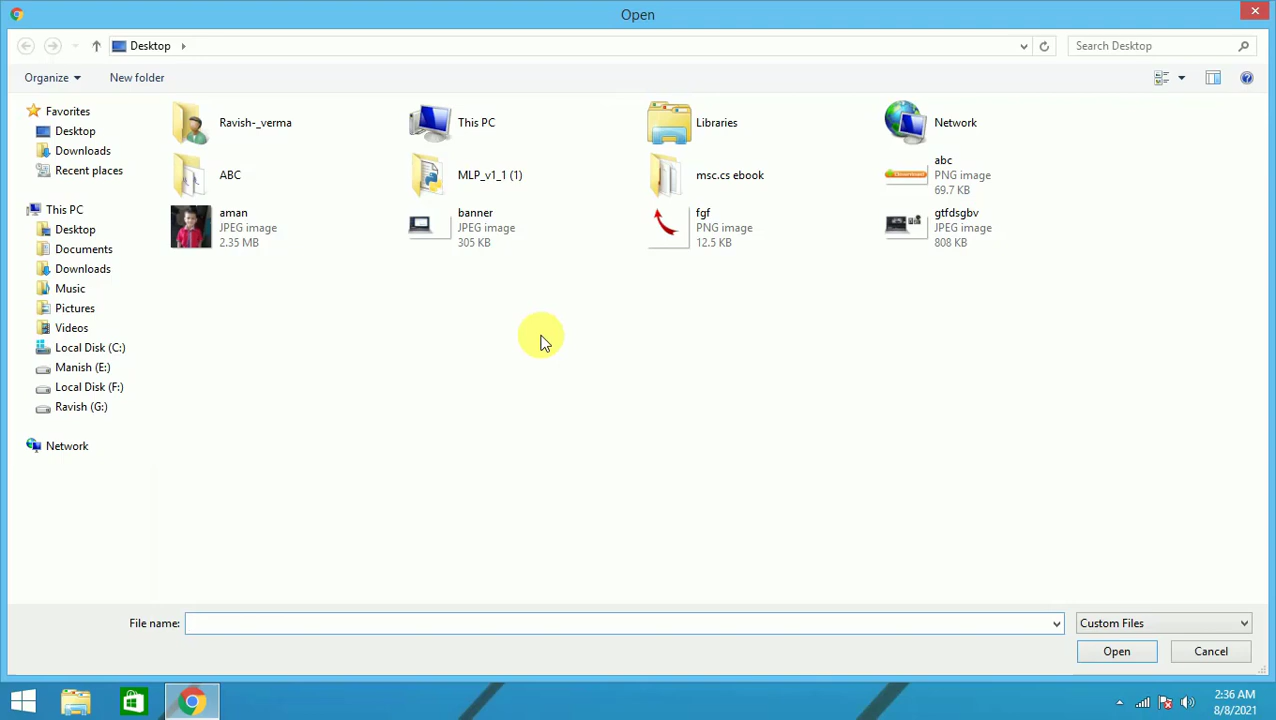 Open
Desktop
Search Desktop
Organize
New folder
Favorites
Desktop
Downloads
Recent places
This PC
Desktop
Documents
Downloads
Music
Pictures
Videos
Local Disk (C:)
Manish (E:)
Local Disk (F:)
Ravish (G:)
Network
Ravish-_verma
This PC
Libraries
Network
ABC
MLP_v1_1 (1)
msc.cs ebook
abc
PNG image
69.7 KB
aman
JPEG image
2.35 MB
banner
JPEG image
305 KB
fgf
PNG image
12.5 KB
gtfdsgbv
JPEG image
808 KB
File name:
Custom Files
Open
Cancel
2:36 AM
8/8/2021